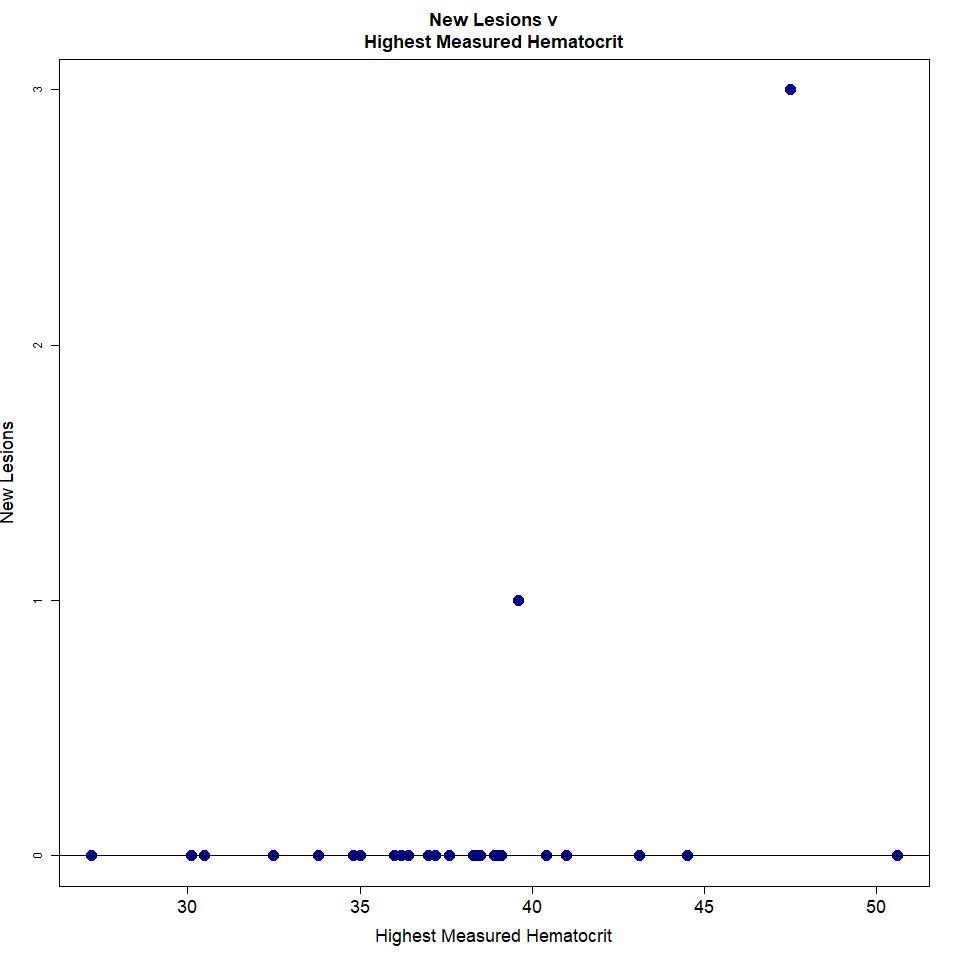 New Lesions v
Highest Measured Hematocrit
3
2
1
0
New Lesions
30 35 40 45 50
Highest Measured Hematocrit